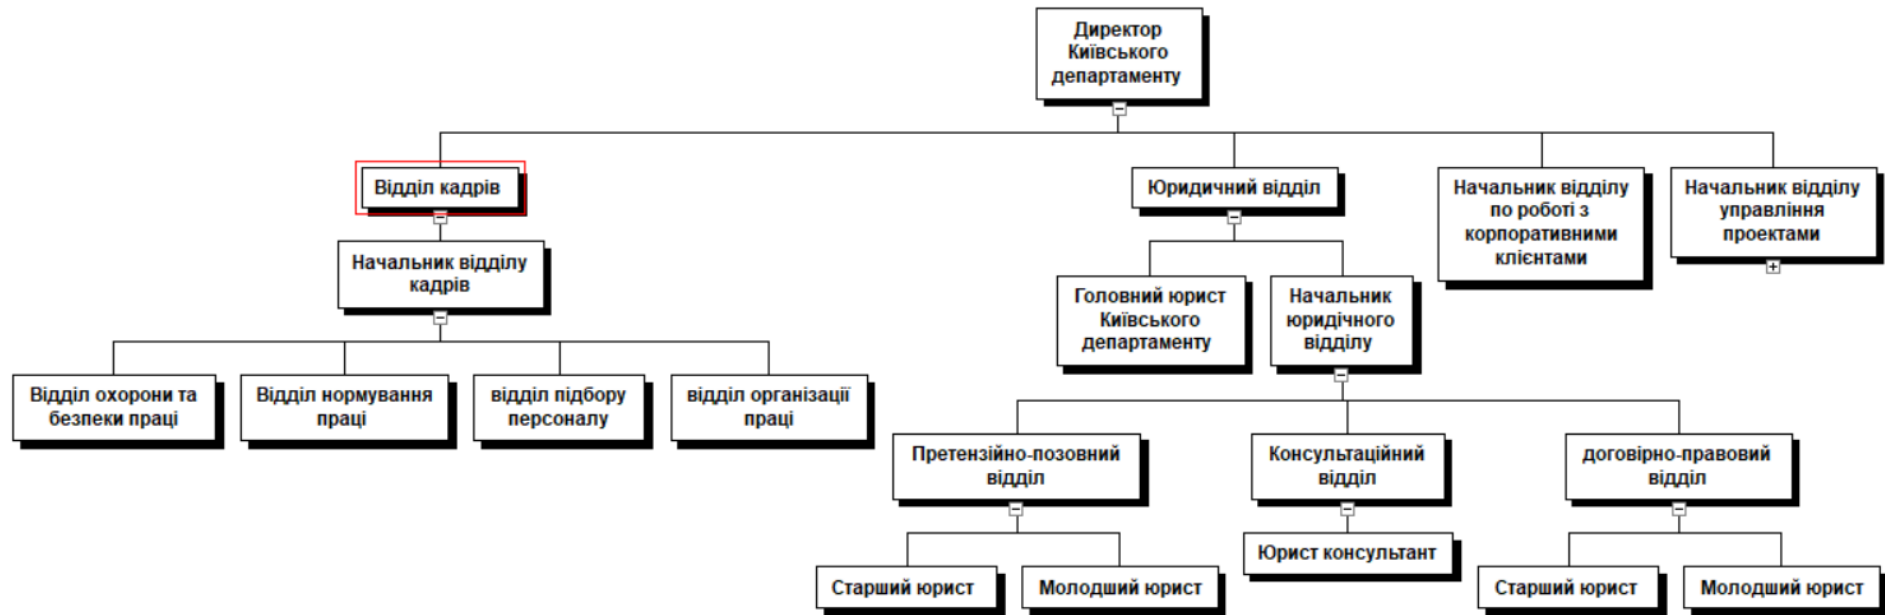 Директор
Київського
департаменту
Відділ кадрів
Юридичний відділ
Начальник відділу
по роботі з
корпоративними
клієнтами
Начальник відділу
управління
проектами
Начальник відділу
кадрів
Головний юрист
Київського
департаменту
Начальник
юридічного
відділу
Відділ охорони та
безпеки праці
Відділ нормування
праці
відділ підбору
персоналу
відділ організації
праці
Претензійно-позовний
відділ
Консультаційний
відділ
договірно-правовий
відділ
Старший юрист
Молодший юрист
Юрист консультант
Старший юрист
Молодший юрист